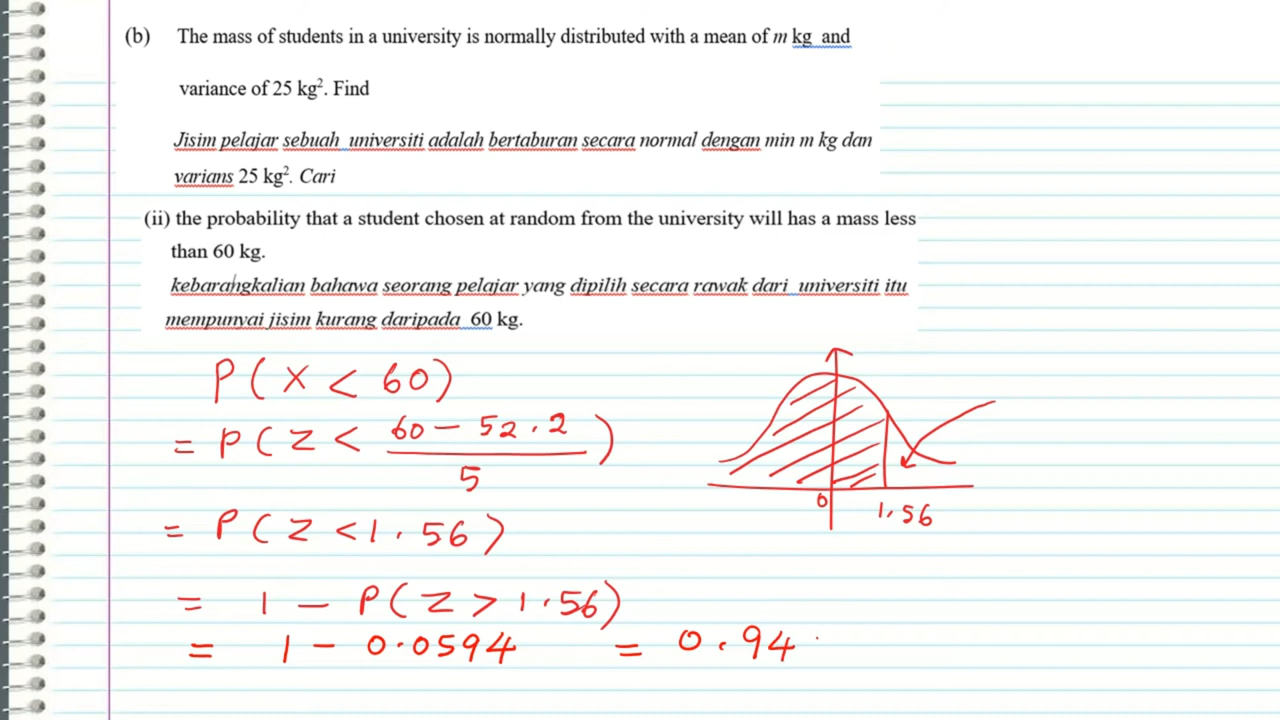 (b) The mass of students in a university is normally distributed with a mean of m kg and
variance of 25 kg². Find
Jisim pelajar sebuah universiti adalah bertaburan secara normal dengan min m kg dan
varians 25 kg². Cari
(ii) the probability that a student chosen at random from the university will has a mass less
than 60 kg.
kebarangkalian bahawa seorang pelajar yang dipilih secara rawak dari universiti itu
mempunyai jisim kurang daripada 60 kg.
P(X < 60)
= P(Z < (60 - 52.2)/5)
= P(Z < 1.56)
= 1 - P(Z > 1.56)
= 1 - 0.0594 = 0.94
0 1.56